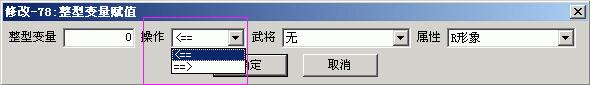 修改-78:整型变量赋值
整型变量 0 操作 <== 武将 无 属性 R形象
<==
==> 定 取消